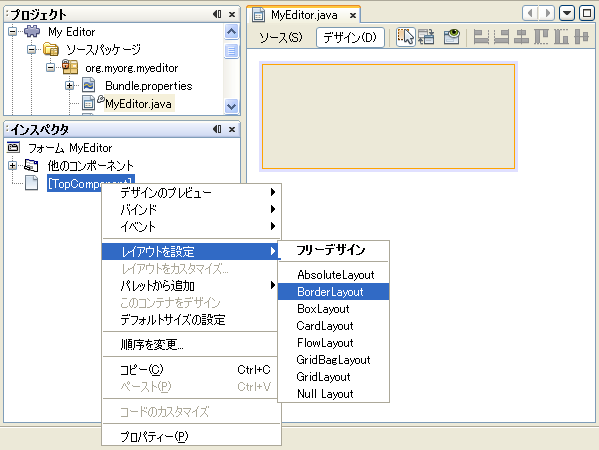 プロジェクト
My Editor
ソースパッケージ
org.myorg.myeditor
Bundle.properties
MyEditor.java
インスペクタ
フォーム MyEditor
他のコンポーネント
[TopComponent]
MyEditor.java
ソース(S) デザイン(D)
デザインのプレビュー
バインド
イベント
レイアウトを設定
レイアウトをカスタマイズ...
パレットから追加
このコンテナをデザイン
デフォルトサイズの設定
順序を変更...
コピー(C) Ctrl+C
ペースト(P) Ctrl+V
コードのカスタマイズ
プロパティー(P)
フリーデザイン
AbsoluteLayout
BorderLayout
BoxLayout
CardLayout
FlowLayout
GridBagLayout
GridLayout
Null Layout